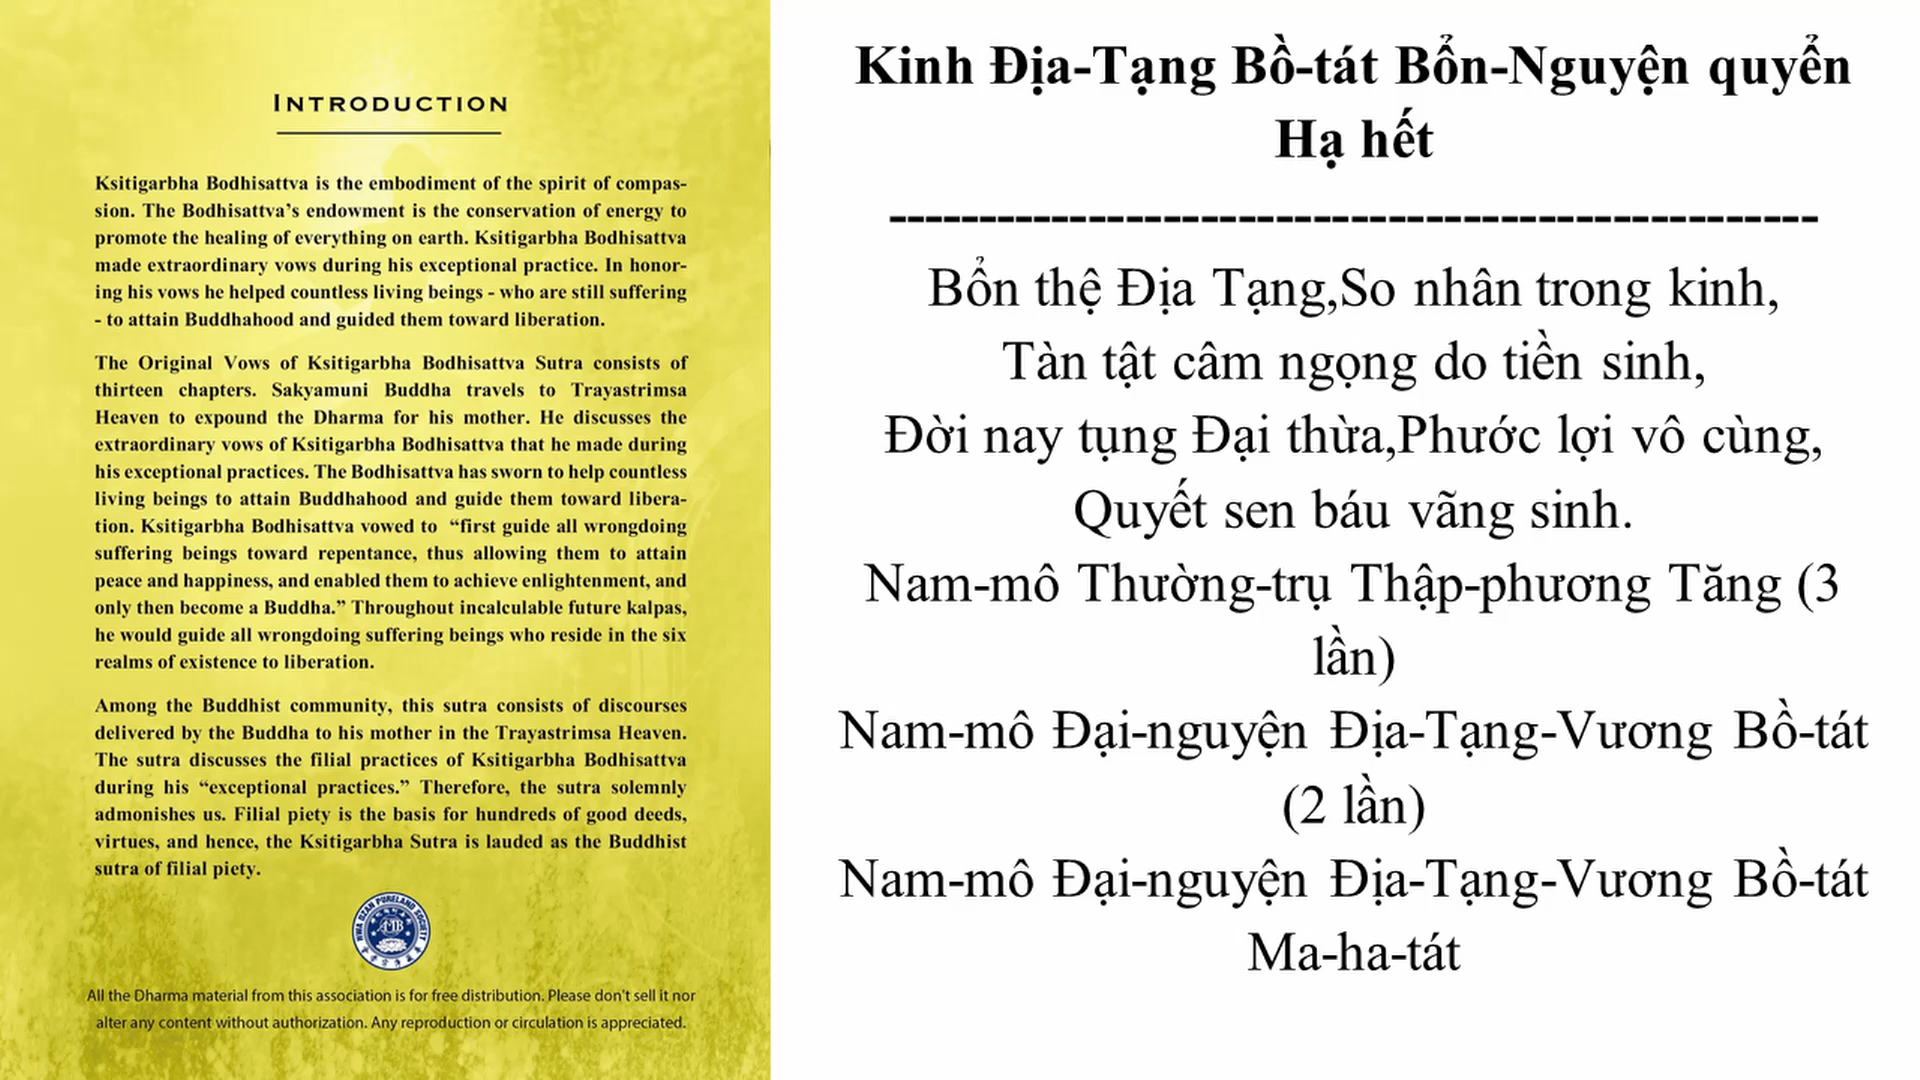 INTRODUCTION
Ksitigarbha Bodhisattva is the embodiment of the spirit of compas-
sion. The Bodhisattva’s endowment is the conservation of energy to
promote the healing of everything on earth. Ksitigarbha Bodhisattva
made extraordinary vows during his exceptional practice. In honor-
ing his vows he helped countless living beings - who are still suffering
- to attain Buddhahood and guided them toward liberation.
The Original Vows of Ksitigarbha Bodhisattva Sutra consists of
thirteen chapters. Sakyamuni Buddha travels to Trayastrimsa
Heaven to expound the Dharma for his mother. He discusses the
extraordinary vows of Ksitigarbha Bodhisattva that he made during
his exceptional practices. The Bodhisattva has sworn to help countless
living beings to attain Buddhahood and guide them toward libera-
tion. Ksitigarbha Bodhisattva vowed to “first guide all wrongdoing
suffering beings toward repentance, thus allowing them to attain
peace and happiness, and enabled them to achieve enlightenment, and
only then become a Buddha.” Throughout incalculable future kalpas,
he would guide all wrongdoing suffering beings who reside in the six
realms of existence to liberation.
Among the Buddhist community, this sutra consists of discourses
delivered by the Buddha to his mother in the Trayastrimsa Heaven.
The sutra discusses the filial practices of Ksitigarbha Bodhisattva
during his “exceptional practices.” Therefore, the sutra solemnly
admonishes us. Filial piety is the basis for hundreds of good deeds,
virtues, and hence, the Ksitigarbha Sutra is lauded as the Buddhist
sutra of filial piety.
HWA DZAN PURELAND SOCIETY
AMB
All the Dharma material from this association is for free distribution. Please don't sell it nor
alter any content without authorization. Any reproduction or circulation is appreciated.
Kinh Địa-Tạng Bồ-tát Bổn-Nguyện quyển
Hạ hết
--------------------------------------------------
Bổn thệ Địa Tạng,So nhân trong kinh,
Tàn tật câm ngọng do tiền sinh,
Đời nay tụng Đại thừa,Phước lợi vô cùng,
Quyết sen báu vãng sinh.
Nam-mô Thường-trụ Thập-phương Tăng (3
lần)
Nam-mô Đại-nguyện Địa-Tạng-Vương Bồ-tát
(2 lần)
Nam-mô Đại-nguyện Địa-Tạng-Vương Bồ-tát
Ma-ha-tát